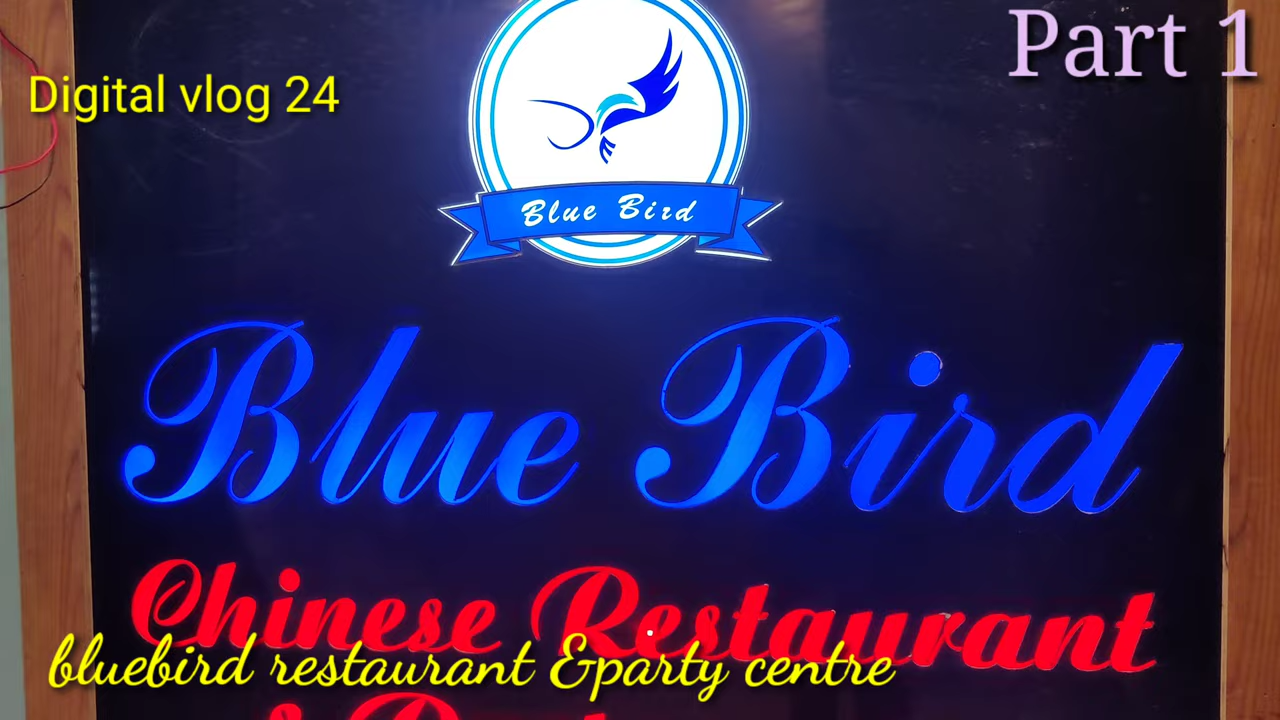 Part 1
Digital vlog 24
Blue Bird
Blue Bird
Chinese Restaurant
bluebird restaurant &party centre